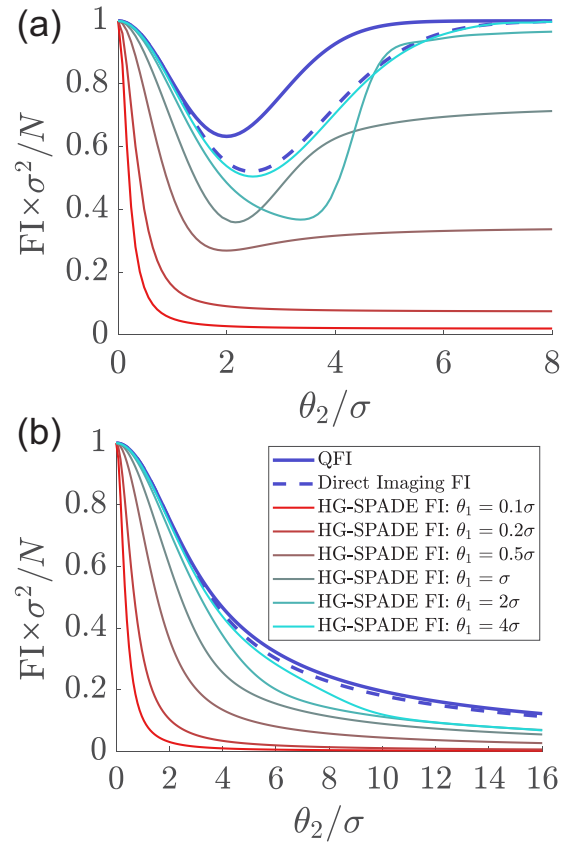 (a)
1
0.8
0.6
0.4
0.2
0
FI×σ²/N
0 2 4 6 8
θ₂/σ
(b)
1
0.8
0.6
0.4
0.2
0
FI×σ²/N
QFI
Direct Imaging FI
HG-SPADE FI: θ₁ = 0.1σ
HG-SPADE FI: θ₁ = 0.2σ
HG-SPADE FI: θ₁ = 0.5σ
HG-SPADE FI: θ₁ = σ
HG-SPADE FI: θ₁ = 2σ
HG-SPADE FI: θ₁ = 4σ
0 2 4 6 8 10 12 14 16
θ₂/σ